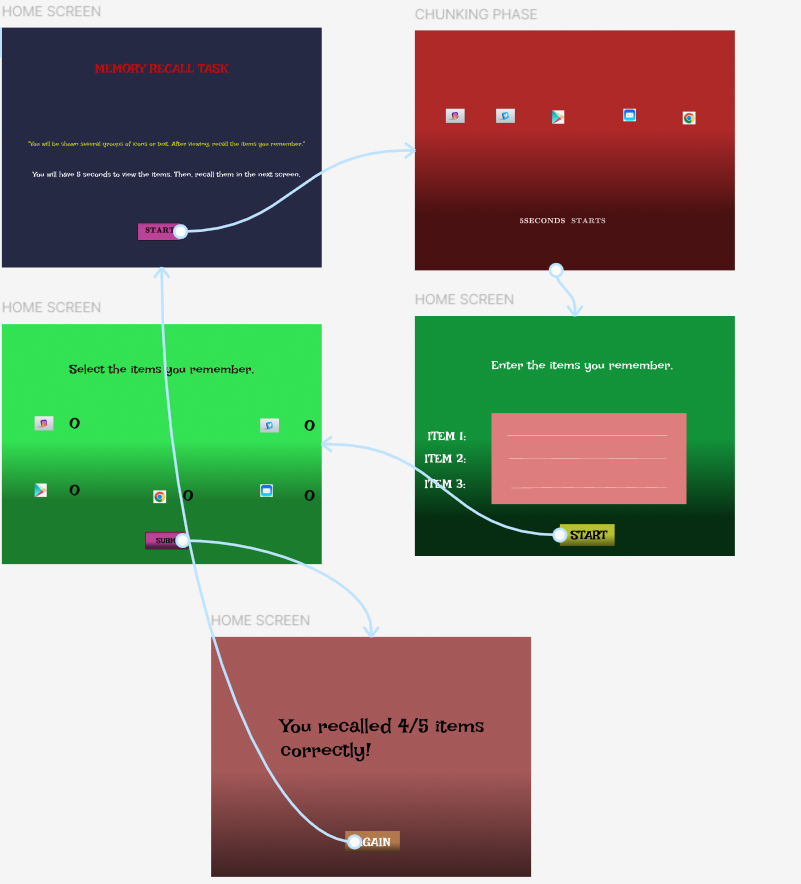 HOME SCREEN
MEMORY RECALL TASK
"You will be shown several groups of icons or text. After viewing, recall the items you remember."
You will have 5 seconds to view the items. Then, recall them in the next screen.
START
CHUNKING PHASE
5SECONDS STARTS
HOME SCREEN
Select the items you remember.
0
0
0
0
0
SUBM
HOME SCREEN
Enter the items you remember.
ITEM 1:
ITEM 2:
ITEM 3:
START
HOME SCREEN
You recalled 4/5 items
correctly!
GAIN